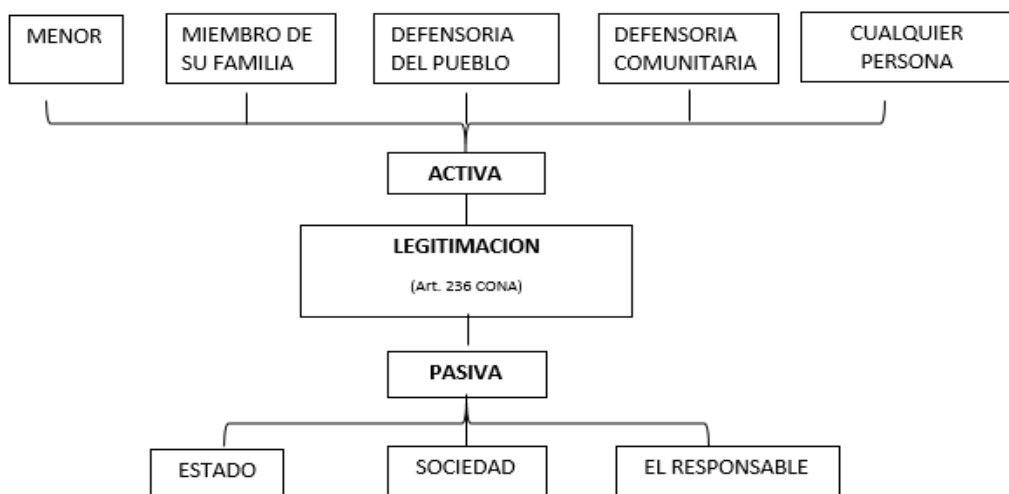 MENOR
MIEMBRO DE
SU FAMILIA
DEFENSORIA
DEL PUEBLO
DEFENSORIA
COMUNITARIA
CUALQUIER
PERSONA
ACTIVA
LEGITIMACION
(Art. 236 CONA)
PASIVA
ESTADO
SOCIEDAD
EL RESPONSABLE